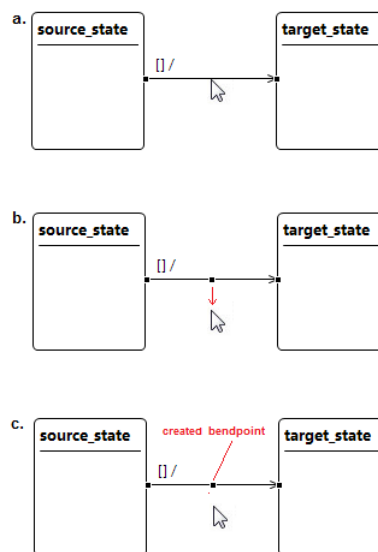 a.
source_state
target_state
[] /
b.
source_state
target_state
[] /
c.
created bendpoint
source_state
target_state
[] /